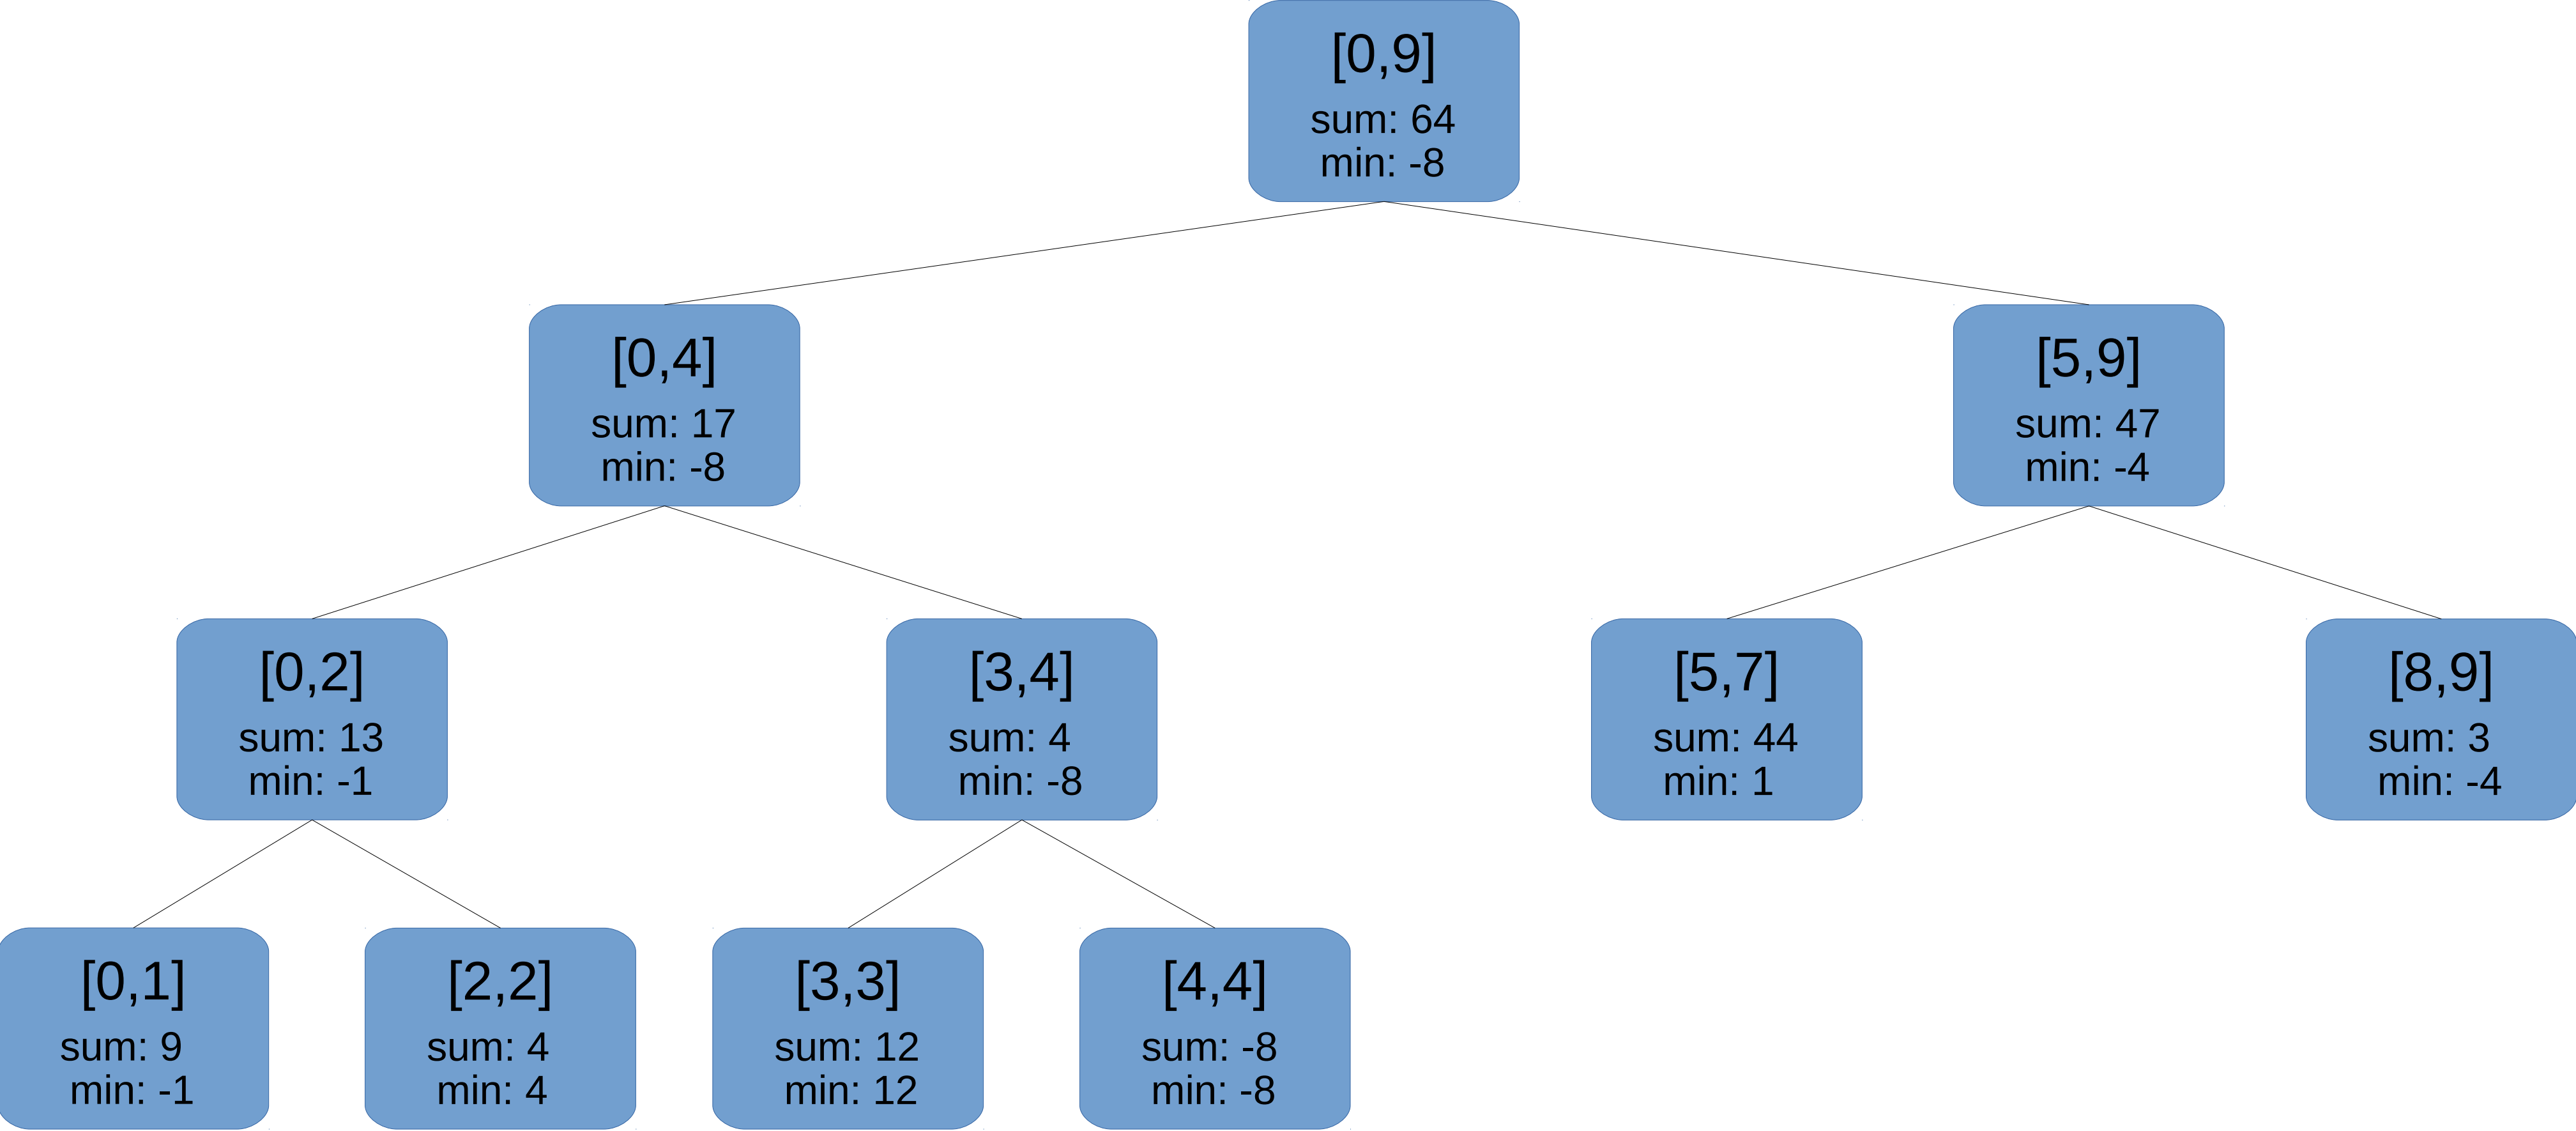 [0,9]
sum: 64
min: -8
[0,4]
sum: 17
min: -8
[5,9]
sum: 47
min: -4
[0,2]
sum: 13
min: -1
[3,4]
sum: 4
min: -8
[5,7]
sum: 44
min: 1
[8,9]
sum: 3
min: -4
[0,1]
sum: 9
min: -1
[2,2]
sum: 4
min: 4
[3,3]
sum: 12
min: 12
[4,4]
sum: -8
min: -8